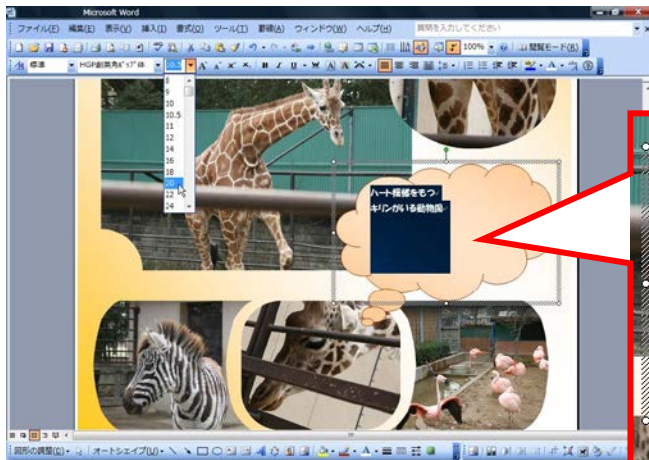 Microsoft Word
ファイル(F) 編集(E) 表示(V) 挿入(I) 書式(O) ツール(T) 罫線(A) ウィンドウ(W) ヘルプ(H) 質問を入力してください
100% 閲覧モード(R)
標準 HGP創英角ﾎﾟｯﾌﾟ体 10.5
8
9
10
10.5
11
12
14
16
18
20
22
24
ハート模様をもつ
キリンがいる動物園
図形の調整(D) オートシェイプ(U)